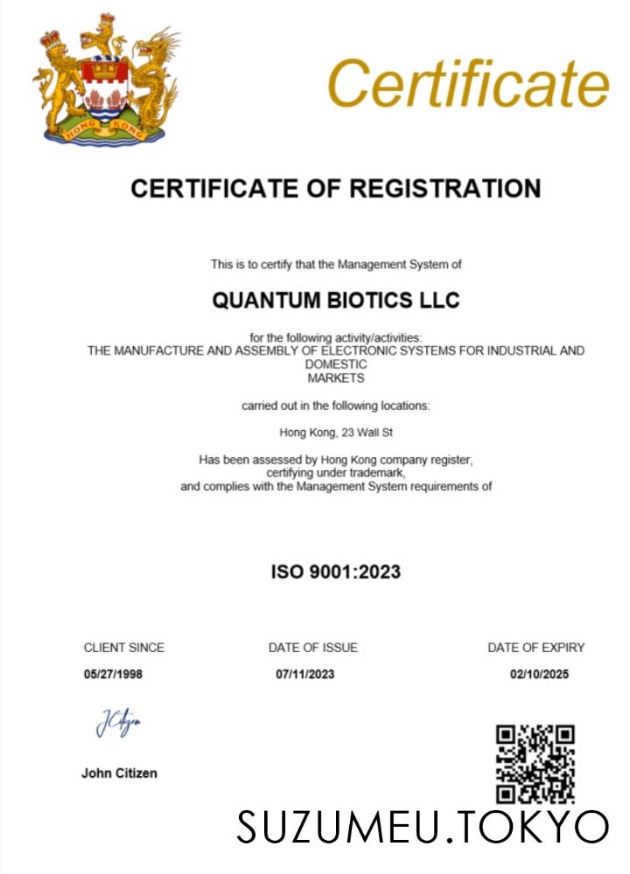 HONG KONG
Certificate
CERTIFICATE OF REGISTRATION
This is to certify that the Management System of
QUANTUM BIOTICS LLC
for the following activity/activities:
THE MANUFACTURE AND ASSEMBLY OF ELECTRONIC SYSTEMS FOR INDUSTRIAL AND
DOMESTIC
MARKETS
carried out in the following locations:
Hong Kong, 23 Wall St
Has been assessed by Hong Kong company register,
certifying under trademark,
and complies with the Management System requirements of
ISO 9001:2023
CLIENT SINCE DATE OF ISSUE DATE OF EXPIRY
05/27/1998 07/11/2023 02/10/2025
JCitizen
John Citizen
SUZUMEU.TOKYO